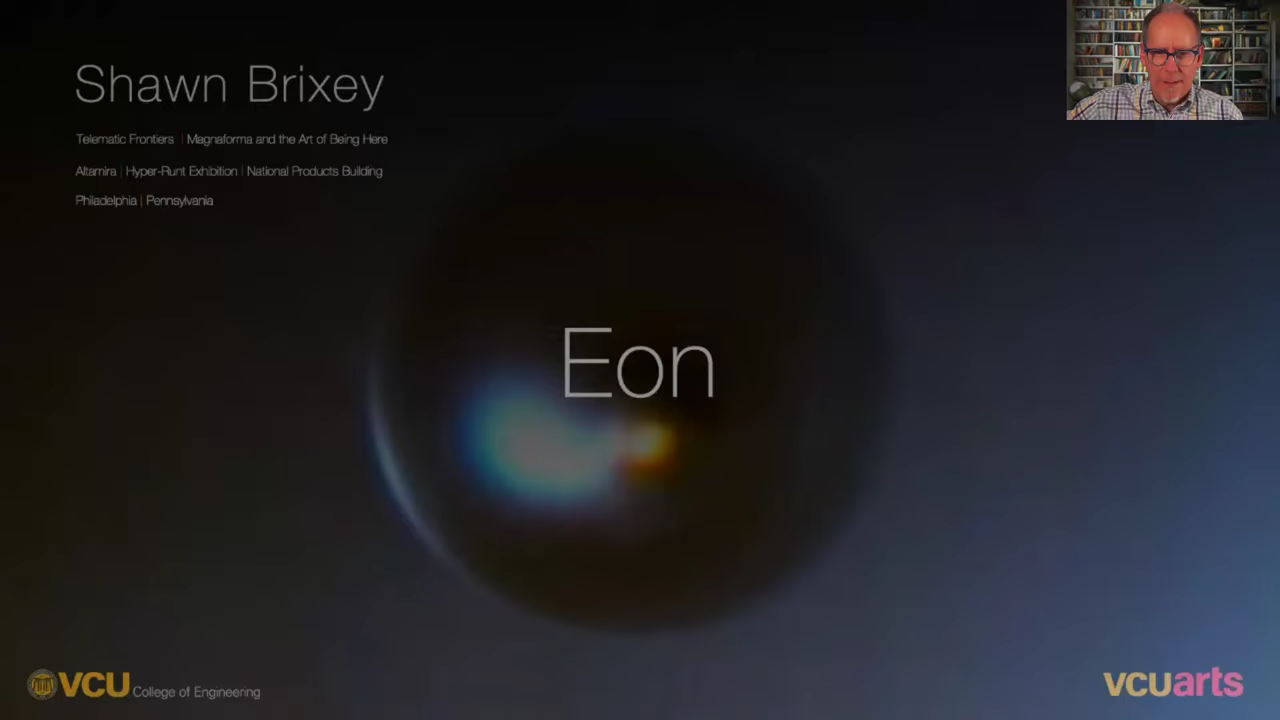 Shawn Brixey
Telematic Frontiers | Magnaforma and the Art of Being Here
Altamira | Hyper-Runt Exhibition | National Products Building
Philadelphia | Pennsylvania
Eon
VCU College of Engineering
vcuarts